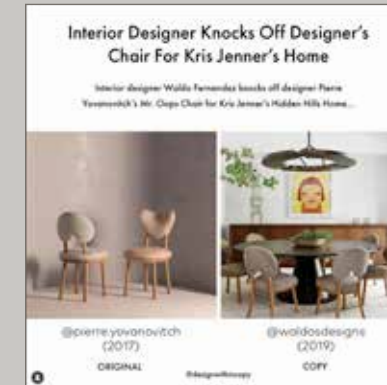 Interior Designer Knocks Off Designer's
Chair For Kris Jenner's Home
Interior designer Waldo Fernandez knocks off designer Pierre
Yovanovitch's Mr. Oops Chair for Kris Jenner's Hidden Hills Home...
@pierre.yovanovitch
(2017)
ORIGINAL
@waldosdesigns
(2019)
COPY
@designwithincopy